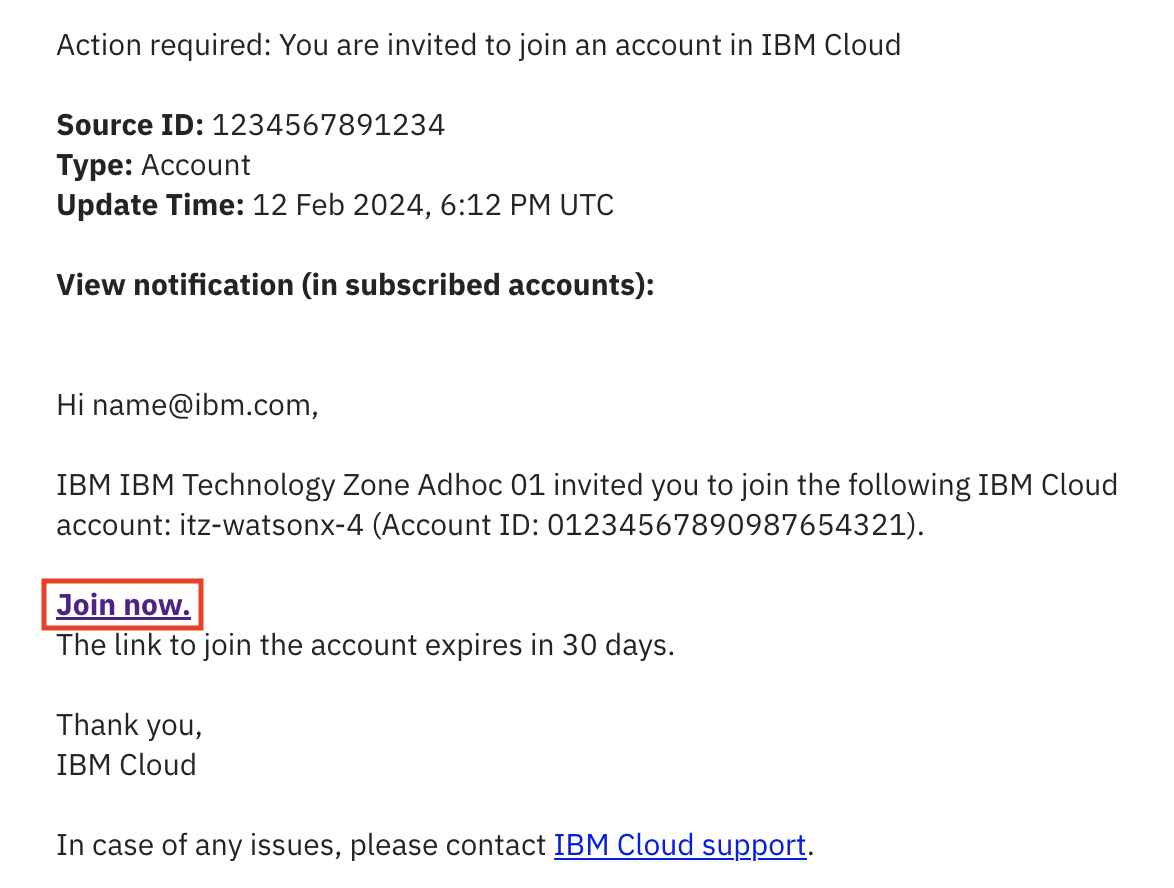 Action required: You are invited to join an account in IBM Cloud
Source ID: 1234567891234
Type: Account
Update Time: 12 Feb 2024, 6:12 PM UTC
View notification (in subscribed accounts):
Hi name@ibm.com,
IBM IBM Technology Zone Adhoc 01 invited you to join the following IBM Cloud
account: itz-watsonx-4 (Account ID: 01234567890987654321).
Join now.
The link to join the account expires in 30 days.
Thank you,
IBM Cloud
In case of any issues, please contact IBM Cloud support.